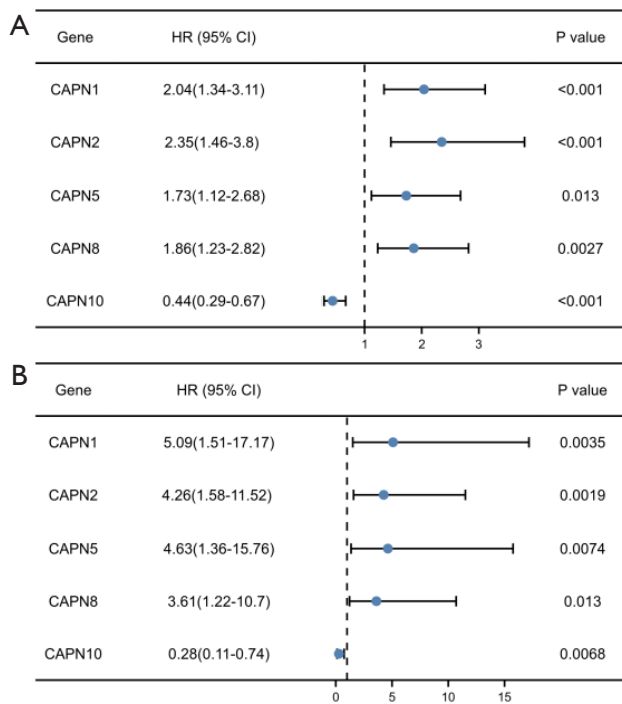 A
Gene HR (95% CI) P value
CAPN1 2.04(1.34-3.11) <0.001
CAPN2 2.35(1.46-3.8) <0.001
CAPN5 1.73(1.12-2.68) 0.013
CAPN8 1.86(1.23-2.82) 0.0027
CAPN10 0.44(0.29-0.67) <0.001
1 2 3
B
Gene HR (95% CI) P value
CAPN1 5.09(1.51-17.17) 0.0035
CAPN2 4.26(1.58-11.52) 0.0019
CAPN5 4.63(1.36-15.76) 0.0074
CAPN8 3.61(1.22-10.7) 0.013
CAPN10 0.28(0.11-0.74) 0.0068
0 5 10 15